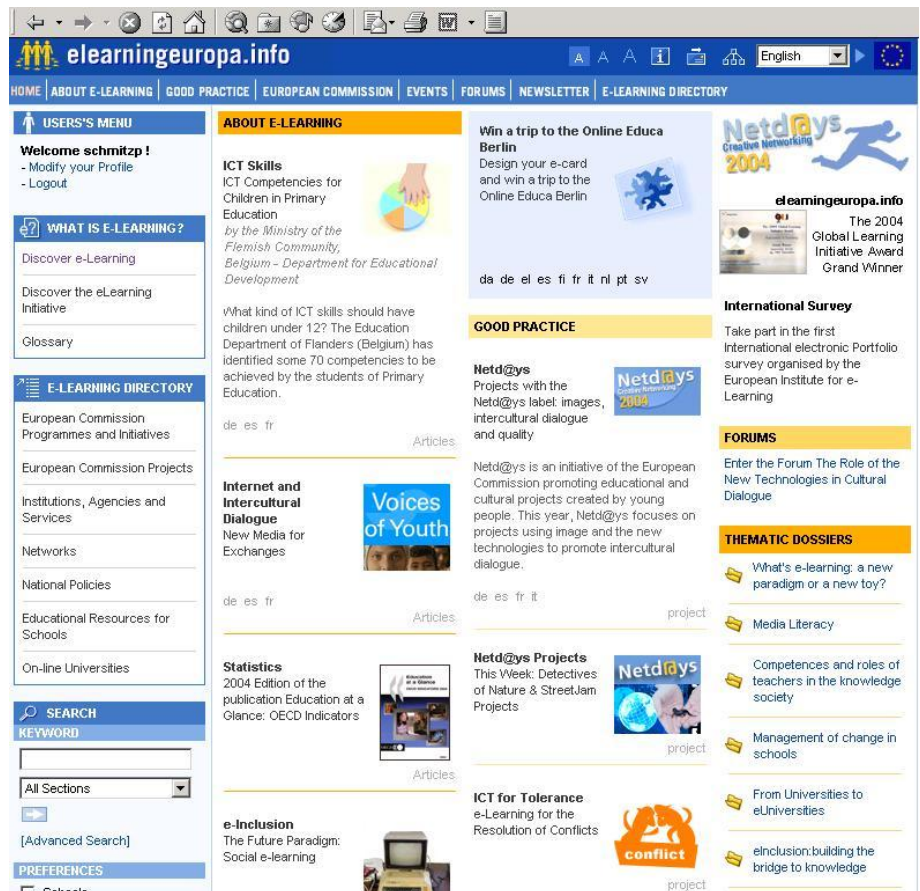 elearningeuropa.info
A A A i English
HOME ABOUT E-LEARNING GOOD PRACTICE EUROPEAN COMMISSION EVENTS FORUMS NEWSLETTER E-LEARNING DIRECTORY
USERS'S MENU
Welcome schmitzp !
- Modify your Profile
- Logout
WHAT IS E-LEARNING?
Discover e-Learning
Discover the eLearning
Initiative
Glossary
E-LEARNING DIRECTORY
European Commission
Programmes and Initiatives
European Commission Projects
Institutions, Agencies and
Services
Networks
National Policies
Educational Resources for
Schools
On-line Universities
SEARCH
KEYWORD
All Sections
[Advanced Search]
PREFERENCES
Schools
ABOUT E-LEARNING
ICT Skills
ICT Competencies for
Children in Primary
Education
by the Ministry of the
Flemish Community,
Belgium - Department for Educational
Development
What kind of ICT skills should have
children under 12? The Education
Department of Flanders (Belgium) has
identified some 70 competencies to be
achieved by the students of Primary
Education.
de es fr
Articles
Internet and
Intercultural
Dialogue
New Media for
Exchanges
Voices
of Youth
de es fr
Articles
Statistics
2004 Edition of the
publication Education at a
Glance: OECD Indicators
Education
at a Glance
Articles
e-Inclusion
The Future Paradigm:
Social e-learning
Win a trip to the Online Educa
Berlin
Design your e-card
and win a trip to the
Online Educa Berlin
da de el es fi fr it nl pt sv
GOOD PRACTICE
Netd@ys
Projects with the
Netd@ys label: images,
intercultural dialogue
and quality
Netd@ys
Creative Networking
2004
Netd@ys is an initiative of the European
Commission promoting educational and
cultural projects created by young
people. This year, Netd@ys focuses on
projects using image and the new
technologies to promote intercultural
dialogue.
de es fr it
project
Netd@ys Projects
This Week: Detectives
of Nature & StreetJam
Projects
Netd@ys
project
ICT for Tolerance
e-Learning for the
Resolution of Conflicts
conflict
project
Netd@ys
Creative Networking
2004
elearningeuropa.info
The 2004
Global Learning
Initiative Award
Grand Winner
International Survey
Take part in the first
International electronic Portfolio
survey organised by the
European Institute for e-
Learning
FORUMS
Enter the Forum The Role of the
New Technologies in Cultural
Dialogue
THEMATIC DOSSIERS
What's e-learning: a new
paradigm or a new toy?
Media Literacy
Competences and roles of
teachers in the knowledge
society
Management of change in
schools
From Universities to
eUniversities
eInclusion:building the
bridge to knowledge